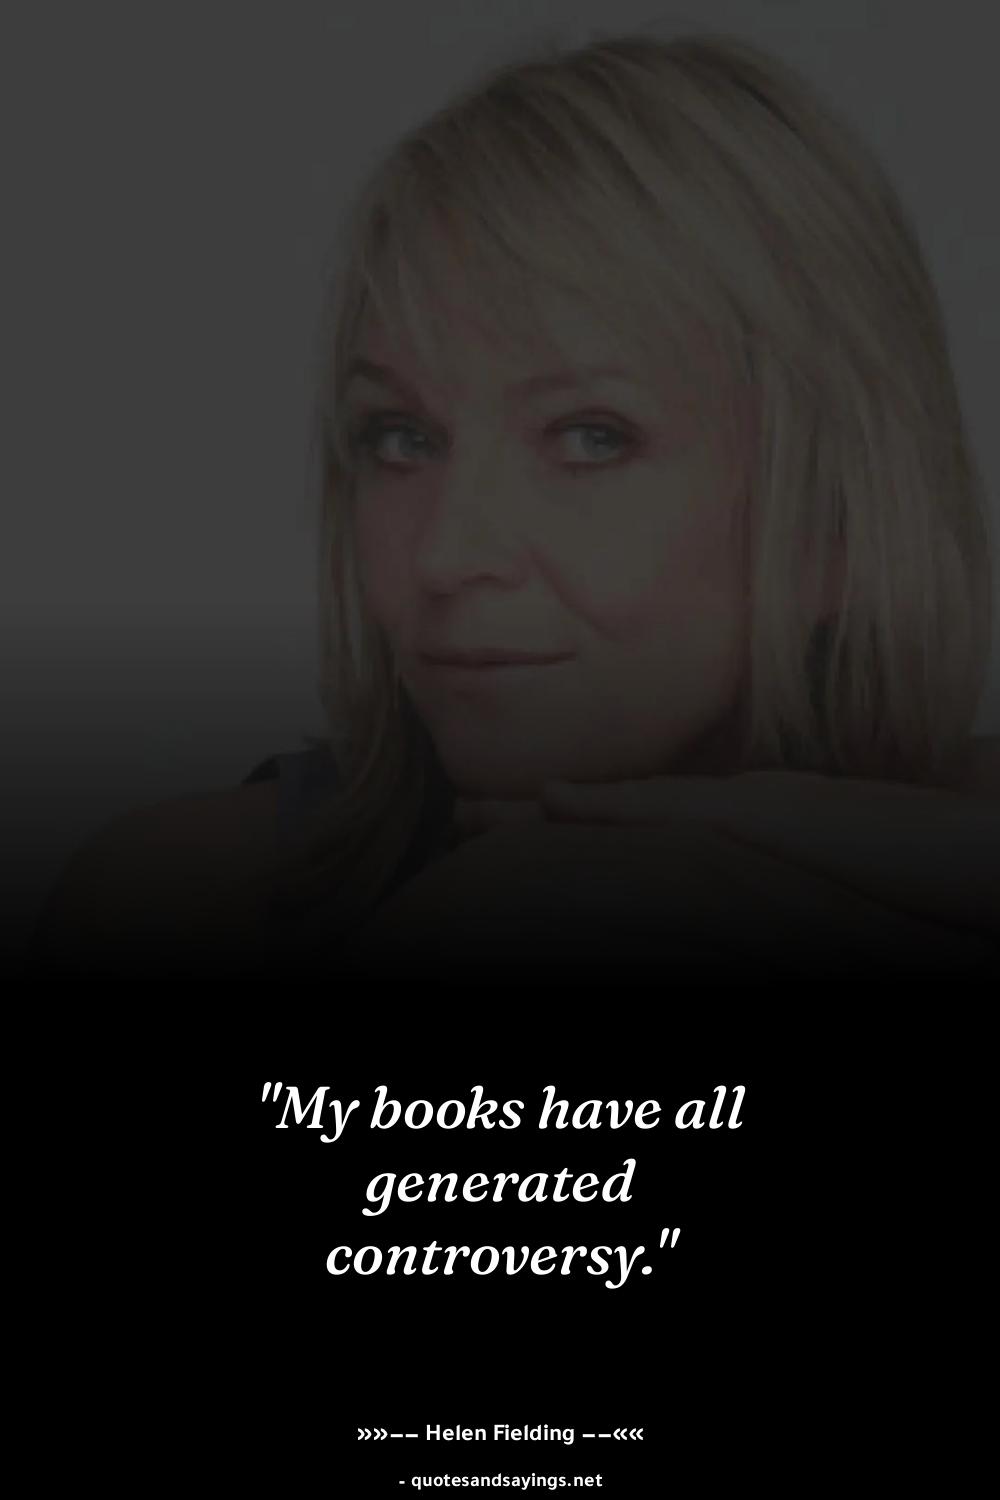 "My books have all
generated
controversy."
»»−− Helen Fielding −−««
- quotesandsayings.net